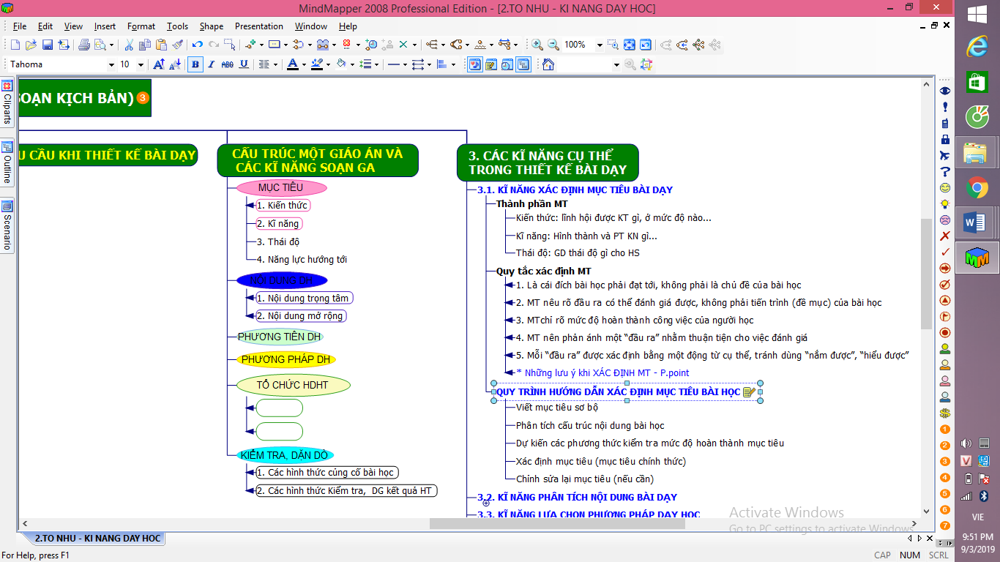 MindMapper 2008 Professional Edition - [2.TO NHU - KI NANG DAY HOC]
File Edit View Insert Format Tools Shape Presentation Window Help
100%
Tahoma 10
Cliparts
Outline
Scenario
SOẠN KỊCH BẢN) 3
U CẦU KHI THIẾT KẾ BÀI DẠY
CẤU TRÚC MỘT GIÁO ÁN VÀ
CÁC KĨ NĂNG SOẠN GA
MỤC TIÊU
1. Kiến thức
2. Kĩ năng
3. Thái độ
4. Năng lực hướng tới
NỘI DUNG DH
1. Nội dung trọng tâm
2. Nội dung mở rộng
PHƯƠNG TIỆN DH
PHƯƠNG PHÁP DH
TỔ CHỨC HDHT
KIỂM TRA, DẶN DÒ
1. Các hình thức củng cố bài học
2. Các hình thức Kiểm tra, DG kết quả HT
3. CÁC KĨ NĂNG CỤ THỂ
TRONG THIẾT KẾ BÀI DẠY
3.1. KĨ NĂNG XÁC ĐỊNH MỤC TIÊU BÀI DẠY
Thành phần MT
Kiến thức: lĩnh hội được KT gì, ở mức độ nào...
Kĩ năng: Hình thành và PT KN gì...
Thái độ: GD thái độ gì cho HS
Quy tắc xác định MT
1. Là cái đích bài học phải đạt tới, không phải là chủ đề của bài học
2. MT nêu rõ đầu ra có thể đánh giá được, không phải tiến trình (đề mục) của bài học
3. MTchỉ rõ mức độ hoàn thành công việc của người học
4. MT nên phản ánh một “đầu ra” nhằm thuận tiện cho việc đánh giá
5. Mỗi “đầu ra” được xác định bằng một động từ cụ thể, tránh dùng “nắm được”, “hiểu được”
* Những lưu ý khi XÁC ĐỊNH MT - P.point
QUY TRÌNH HƯỚNG DẪN XÁC ĐỊNH MỤC TIÊU BÀI HỌC
Viết mục tiêu sơ bộ
Phân tích cấu trúc nội dung bài học
Dự kiến các phương thức kiểm tra mức độ hoàn thành mục tiêu
Xác định mục tiêu (mục tiêu chính thức)
Chỉnh sửa lại mục tiêu (nếu cần)
3.2. KĨ NĂNG PHÂN TÍCH NỘI DUNG BÀI DẠY
3.3. KĨ NĂNG LỰA CHỌN PHƯƠNG PHÁP DẠY HỌC
Activate Windows
Go to PC settings to activate Windows.
1
2
3
4
5
6
7
VIE
9:51 PM
9/3/2019
2.TO NHU - KI NANG DAY HOC
For Help, press F1
CAP NUM SCRL